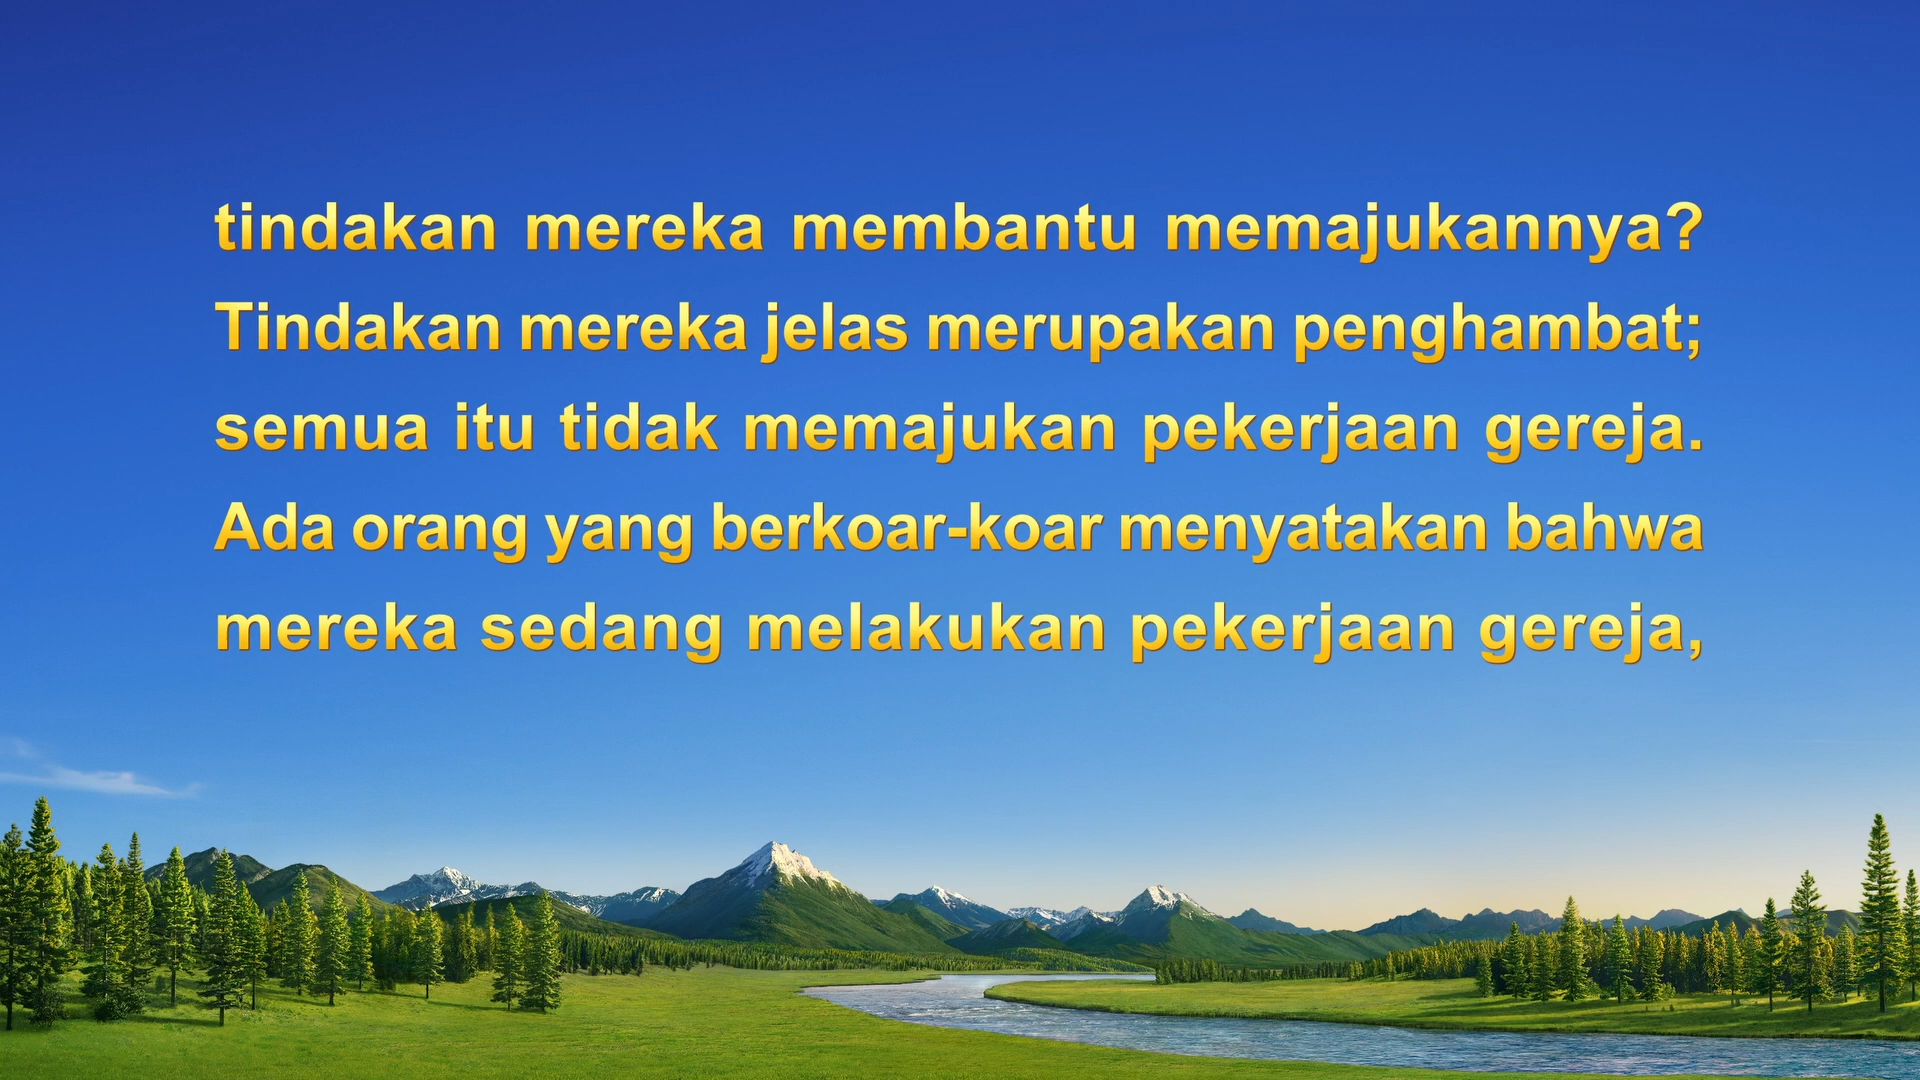 tindakan mereka membantu memajukannya?
Tindakan mereka jelas merupakan penghambat;
semua itu tidak memajukan pekerjaan gereja.
Ada orang yang berkoar-koar menyatakan bahwa
mereka sedang melakukan pekerjaan gereja,